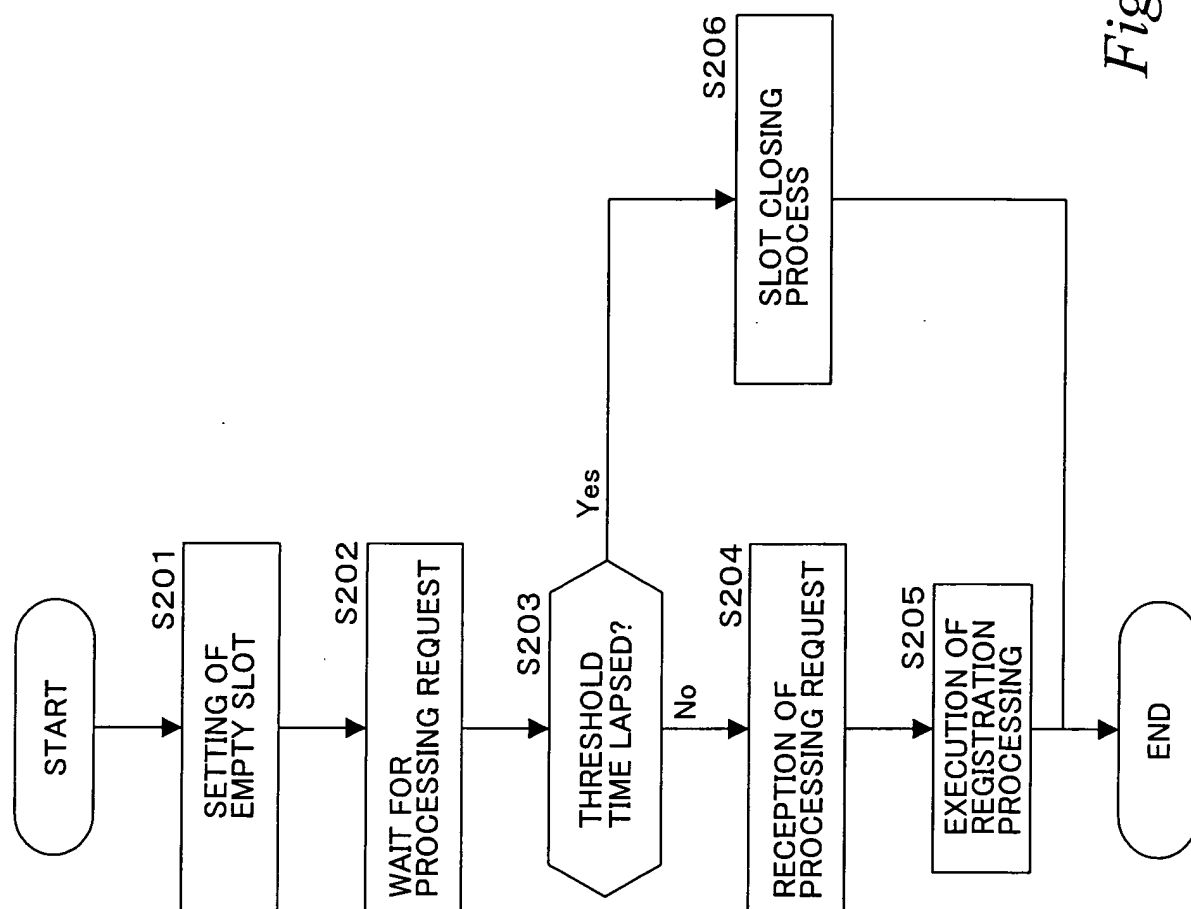 START
S201
SETTING OF
EMPTY SLOT
S202
WAIT FOR
PROCESSING REQUEST
S203
THRESHOLD
TIME LAPSED?
Yes
No
S204
RECEPTION OF
PROCESSING REQUEST
S205
EXECUTION OF
REGISTRATION
PROCESSING
S206
SLOT CLOSING
PROCESS
END
Fig